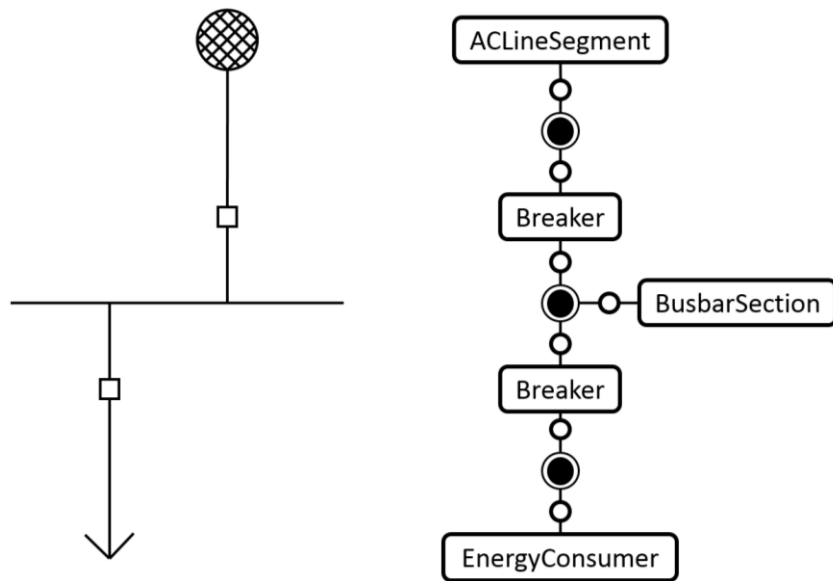 ACLineSegment
Breaker
BusbarSection
Breaker
EnergyConsumer